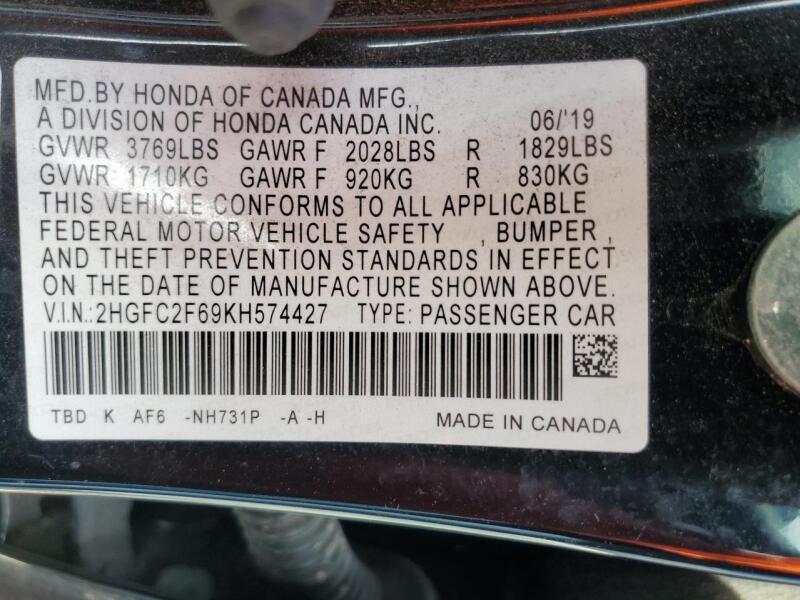 MFD.BY HONDA OF CANADA MFG.,
A DIVISION OF HONDA CANADA INC. 06/'19
GVWR 3769LBS GAWR F 2028LBS R 1829LBS
GVWR 1710KG GAWR F 920KG R 830KG
THIS VEHICLE CONFORMS TO ALL APPLICABLE
FEDERAL MOTOR VEHICLE SAFETY , BUMPER ,
AND THEFT PREVENTION STANDARDS IN EFFECT
ON THE DATE OF MANUFACTURE SHOWN ABOVE.
V.I.N.:2HGFC2F69KH574427 TYPE: PASSENGER CAR
TBD K AF6 -NH731P -A -H MADE IN CANADA